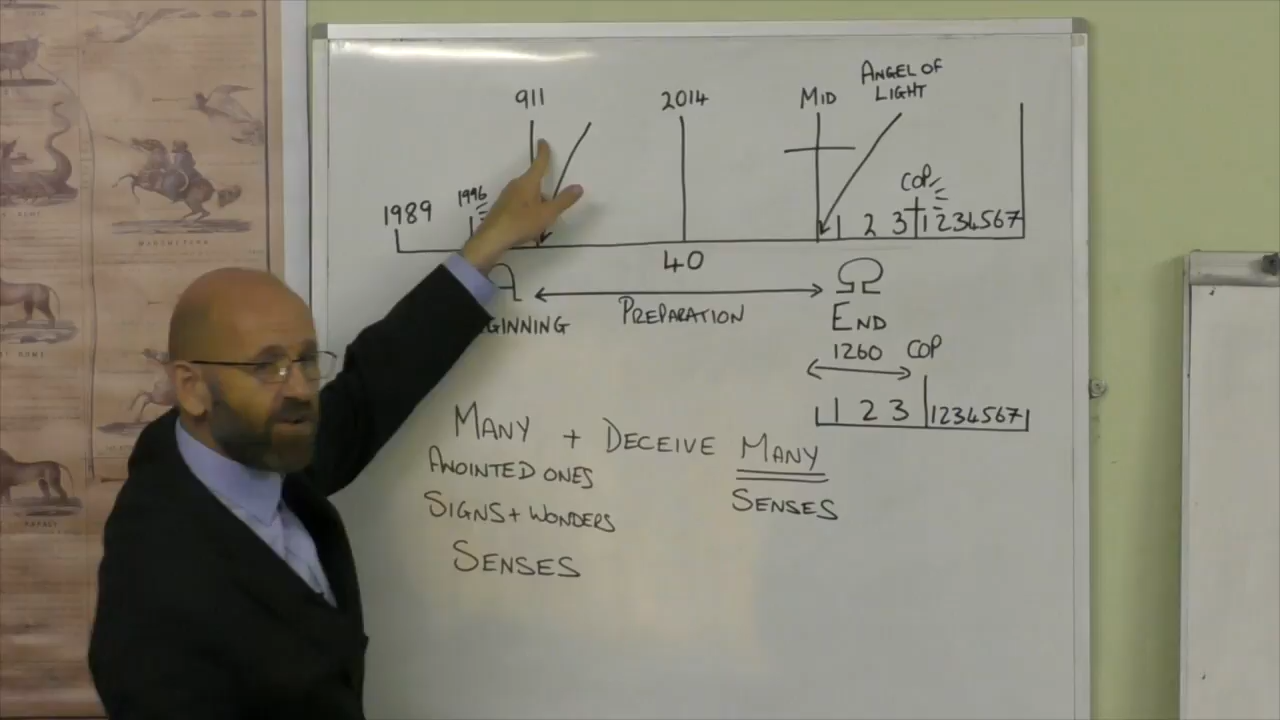 911
2014
MID
ANGEL OF
LIGHT
1989
1996
COP
1 2 3 1234567
40
PREPARATION
Ω
END
1260
COP
1 2 3 1234567
MANY + DECEIVE MANY
ANOINTED ONES
SIGNS + WONDERS
SENSES
SENSES